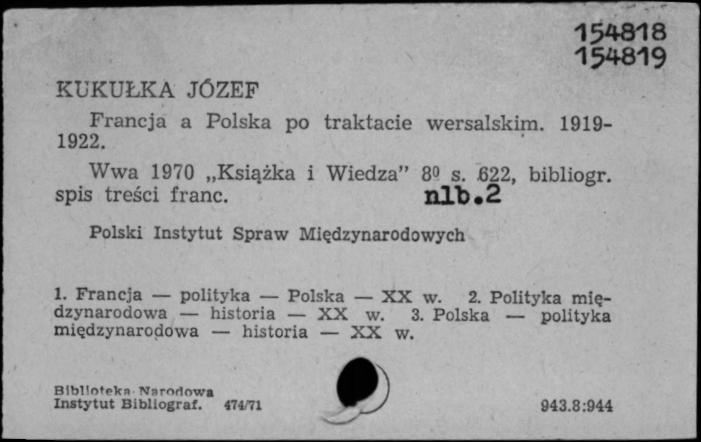 154818
154819
KUKUŁKA JÓZEF
Francja a Polska po traktacie wersalskim. 1919-
1922.
Wwa 1970 „Książka i Wiedza” 8º s. 622, bibliogr.
spis treści franc. nlb.2
Polski Instytut Spraw Międzynarodowych
1. Francja — polityka — Polska — XX w. 2. Polityka mię-
dzynarodowa — historia — XX w. 3. Polska — polityka
międzynarodowa — historia — XX w.
Biblioteka Narodowa
Instytut Bibliograf. 474/71 943.8:944